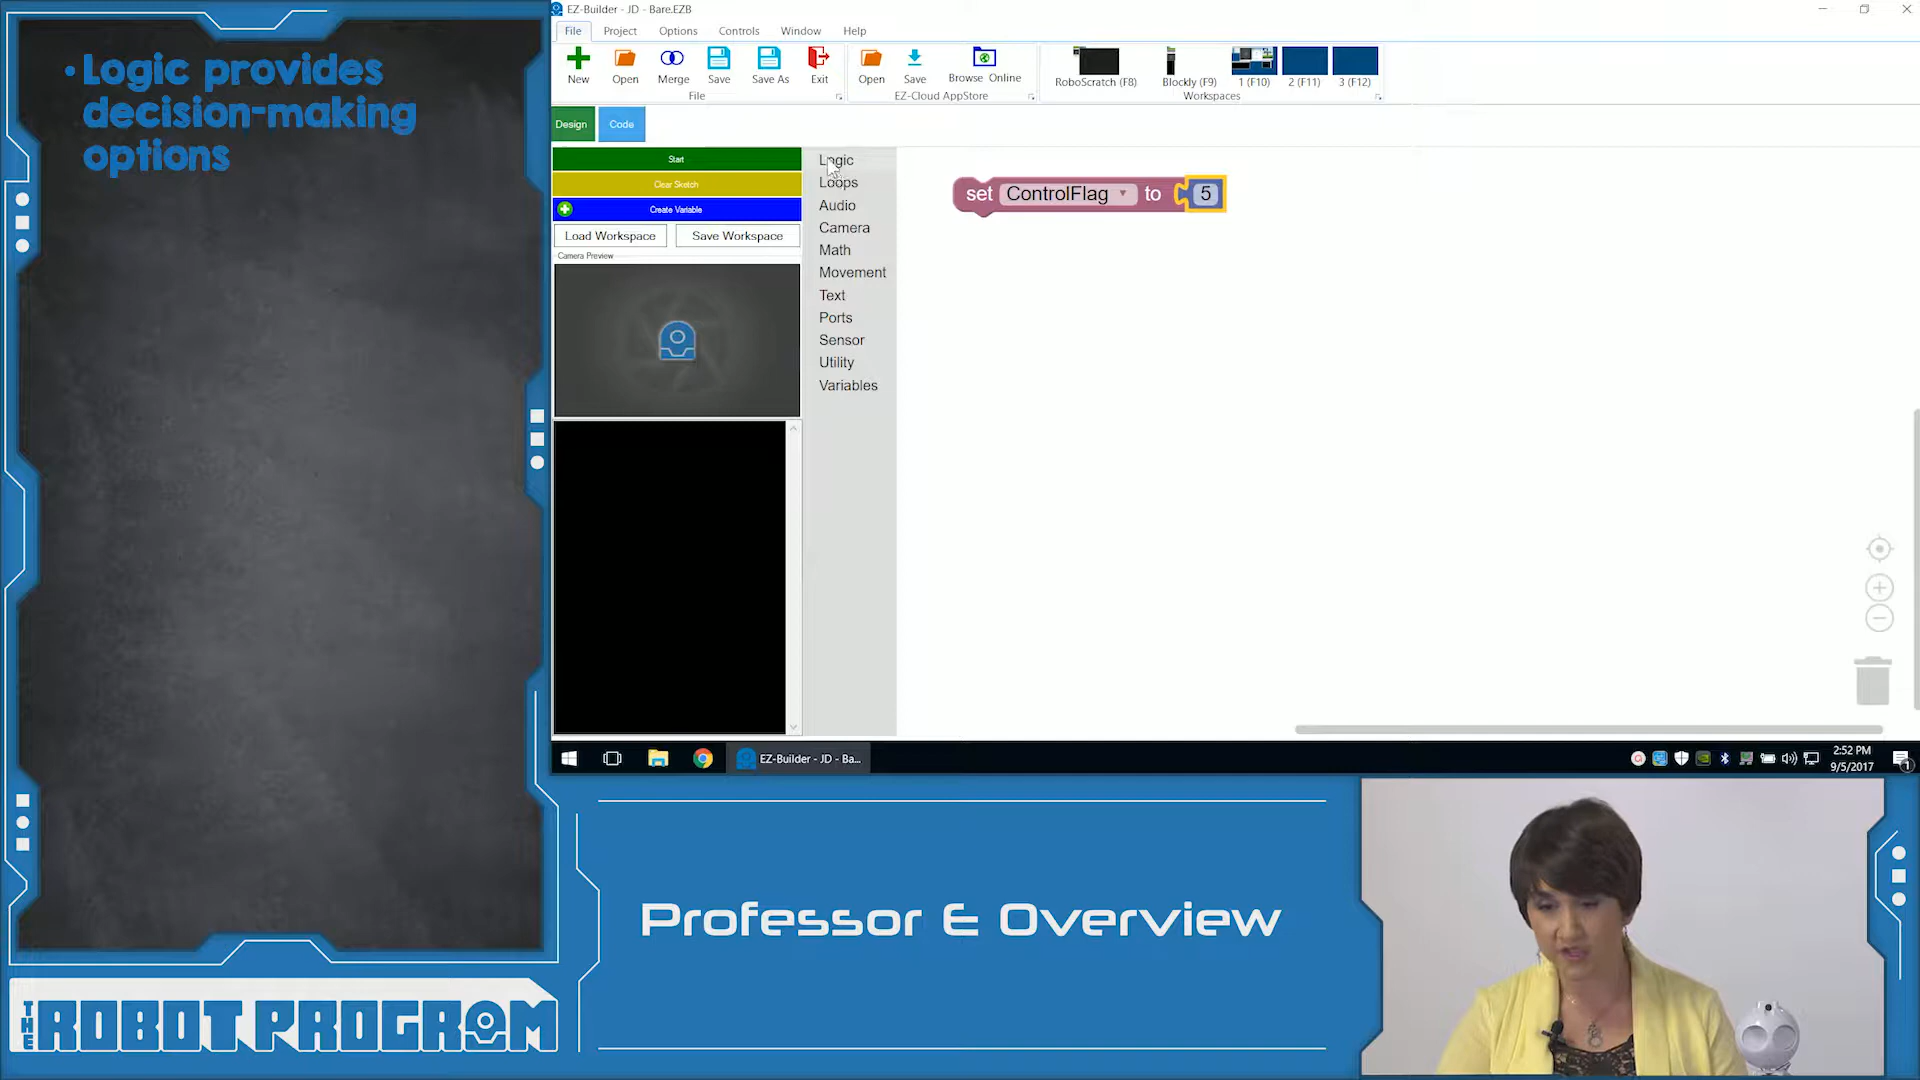 • Logic provides
decision-making
options
EZ-Builder - JD - Bare.EZB
File Project Options Controls Window Help
New Open Merge Save Save As Exit Open Save Browse Online RoboScratch (F8) Blockly (F9) 1 (F10) 2 (F11) 3 (F12)
File EZ-Cloud AppStore Workspaces
Design Code
Start
Clear Sketch
Create Variable
Load Workspace Save Workspace
Camera Preview
Logic
Loops
Audio
Camera
Math
Movement
Text
Ports
Sensor
Utility
Variables
set ControlFlag to 5
EZ-Builder - JD - Ba...
2:52 PM
9/5/2017
1
Professor E Overview
THE ROBOT PROGRAM